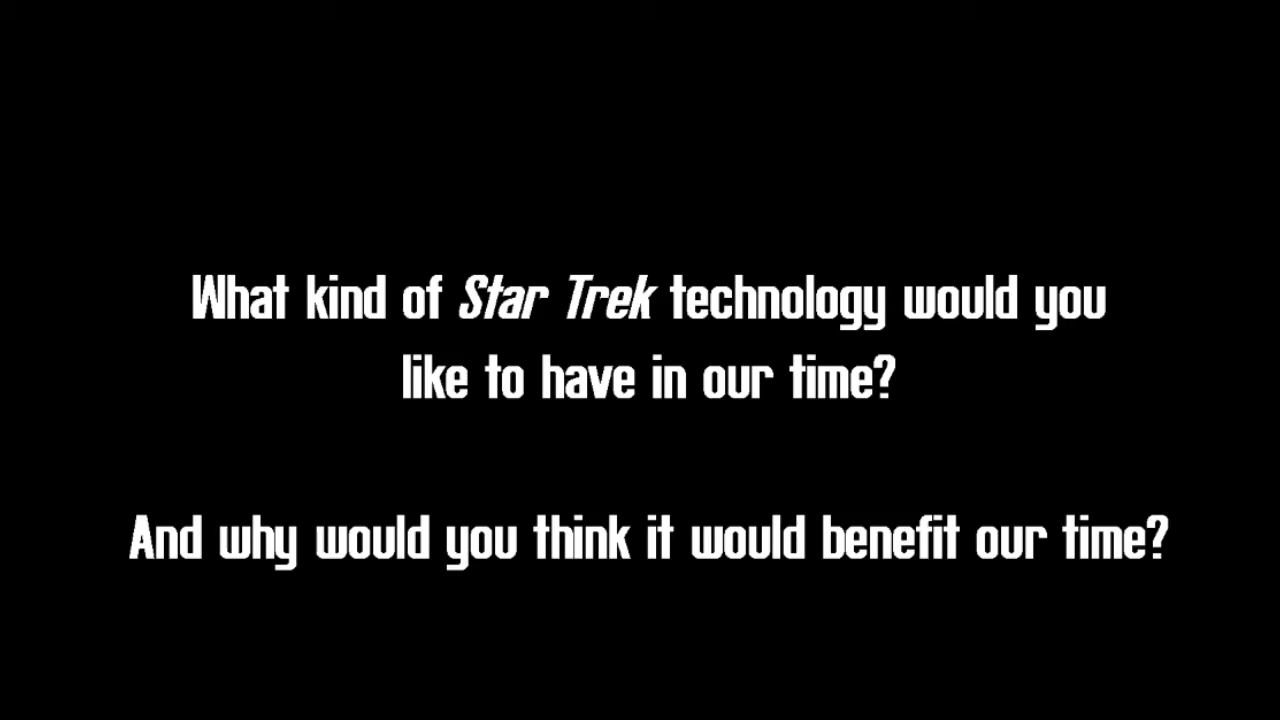 What kind of Star Trek technology would you
like to have in our time?
And why would you think it would benefit our time?